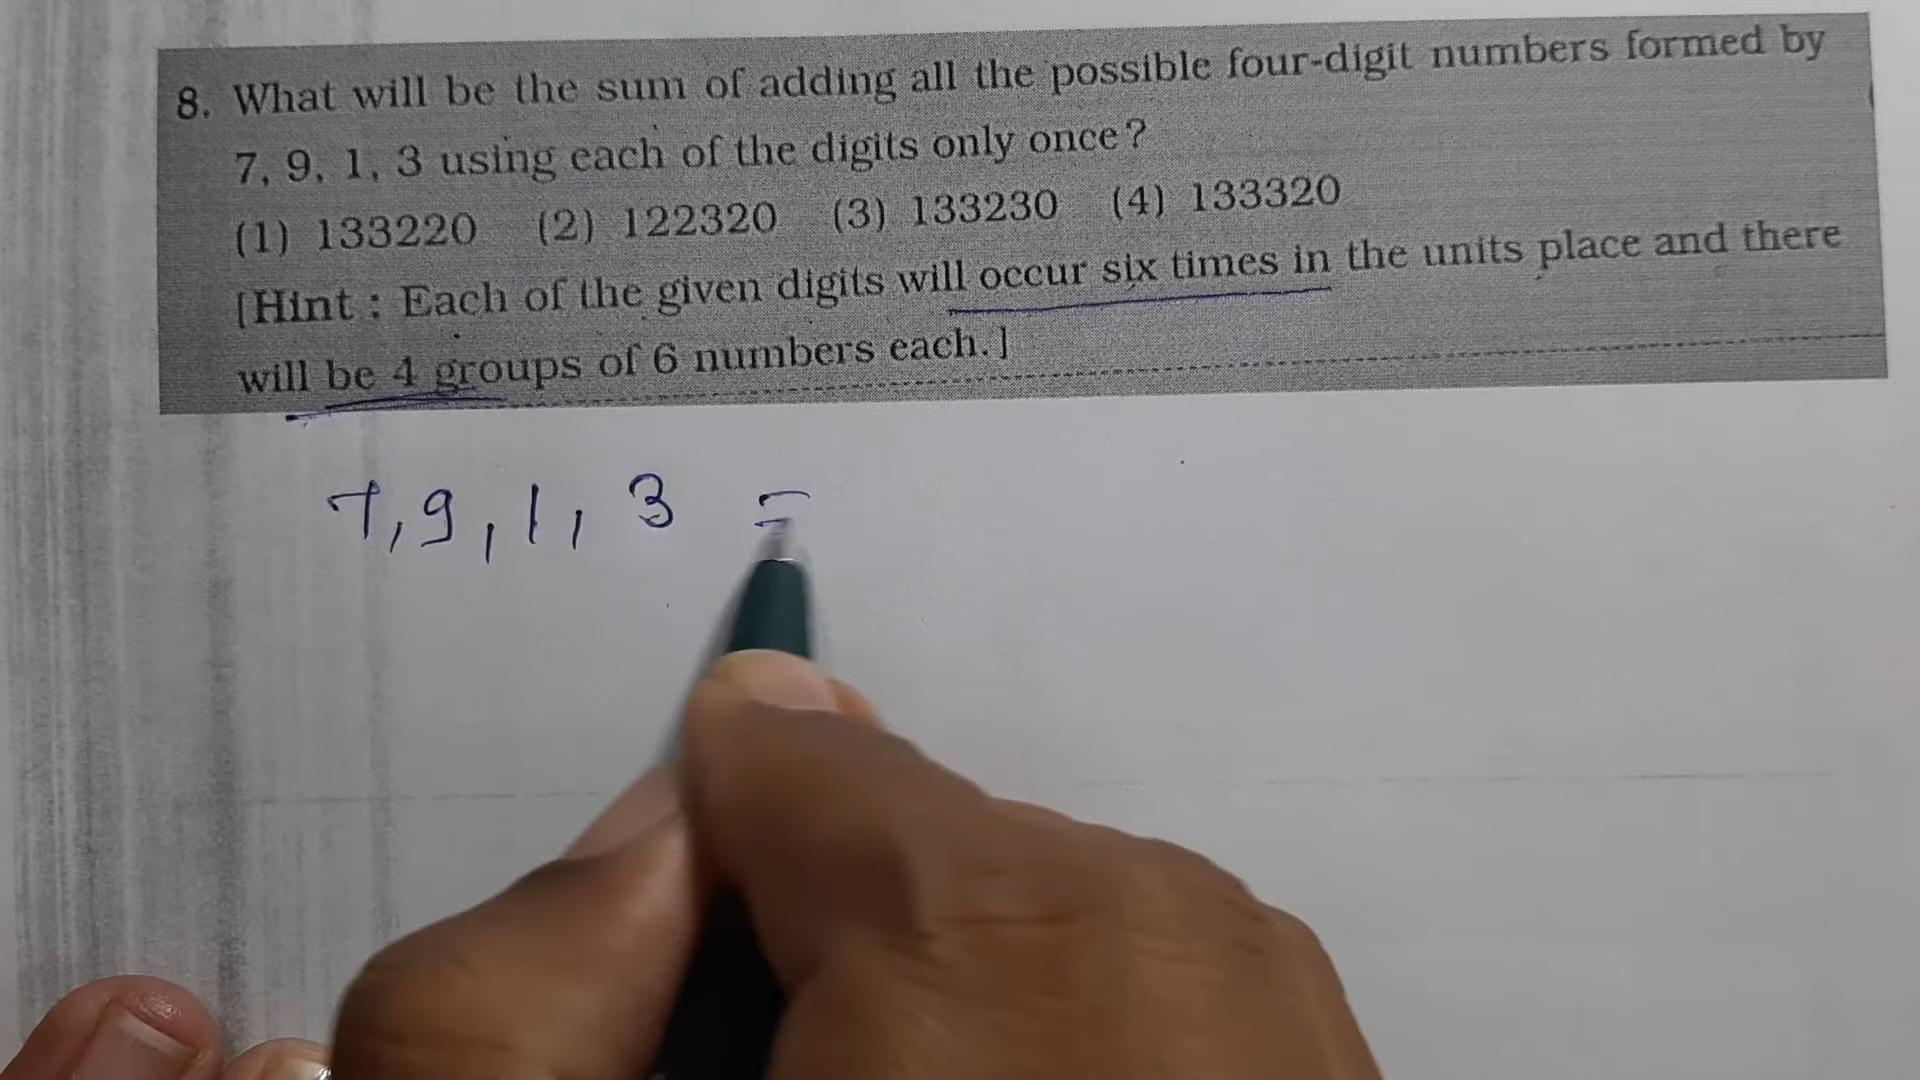 8. What will be the sum of adding all the possible four-digit numbers formed by
7, 9, 1, 3 using each of the digits only once?
(1) 133220 (2) 122320 (3) 133230 (4) 133320
[Hint : Each of the given digits will occur six times in the units place and there
will be 4 groups of 6 numbers each.]
7, 9, 1, 3 =